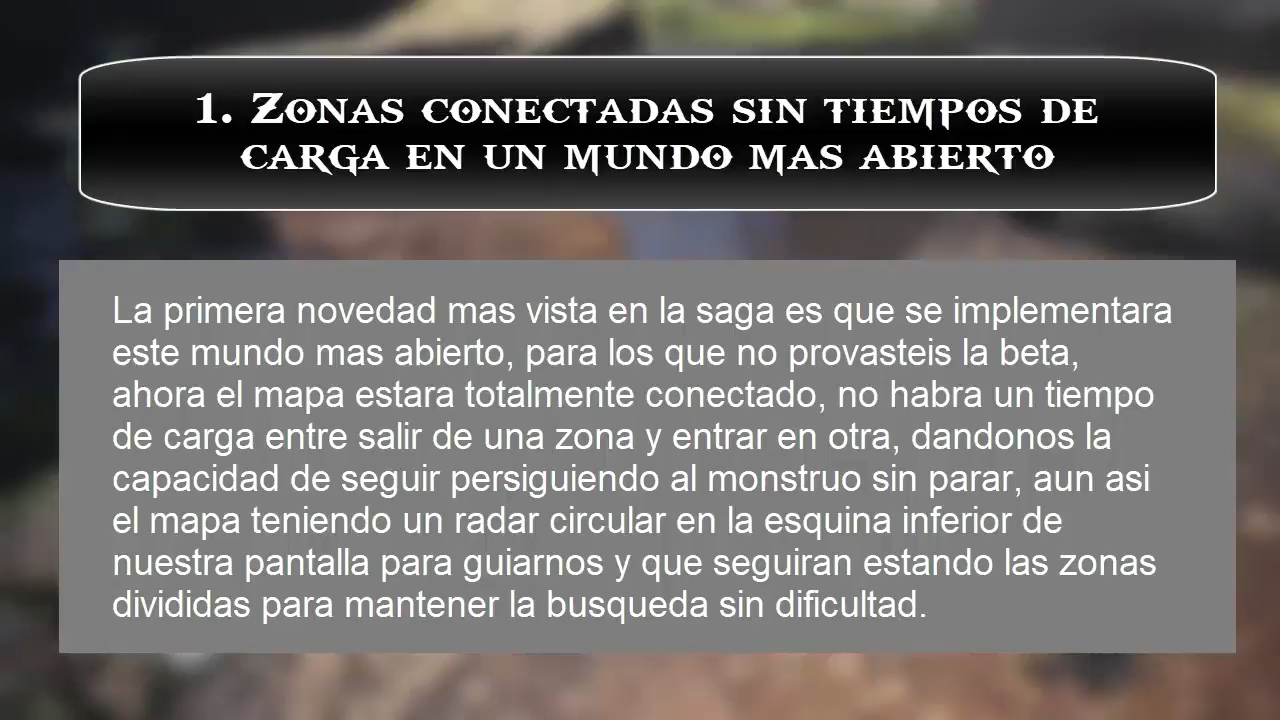 1. Zonas conectadas sin tiempos de
carga en un mundo mas abierto
La primera novedad mas vista en la saga es que se implementara
este mundo mas abierto, para los que no provasteis la beta,
ahora el mapa estara totalmente conectado, no habra un tiempo
de carga entre salir de una zona y entrar en otra, dandonos la
capacidad de seguir persiguiendo al monstruo sin parar, aun asi
el mapa teniendo un radar circular en la esquina inferior de
nuestra pantalla para guiarnos y que seguiran estando las zonas
divididas para mantener la busqueda sin dificultad.